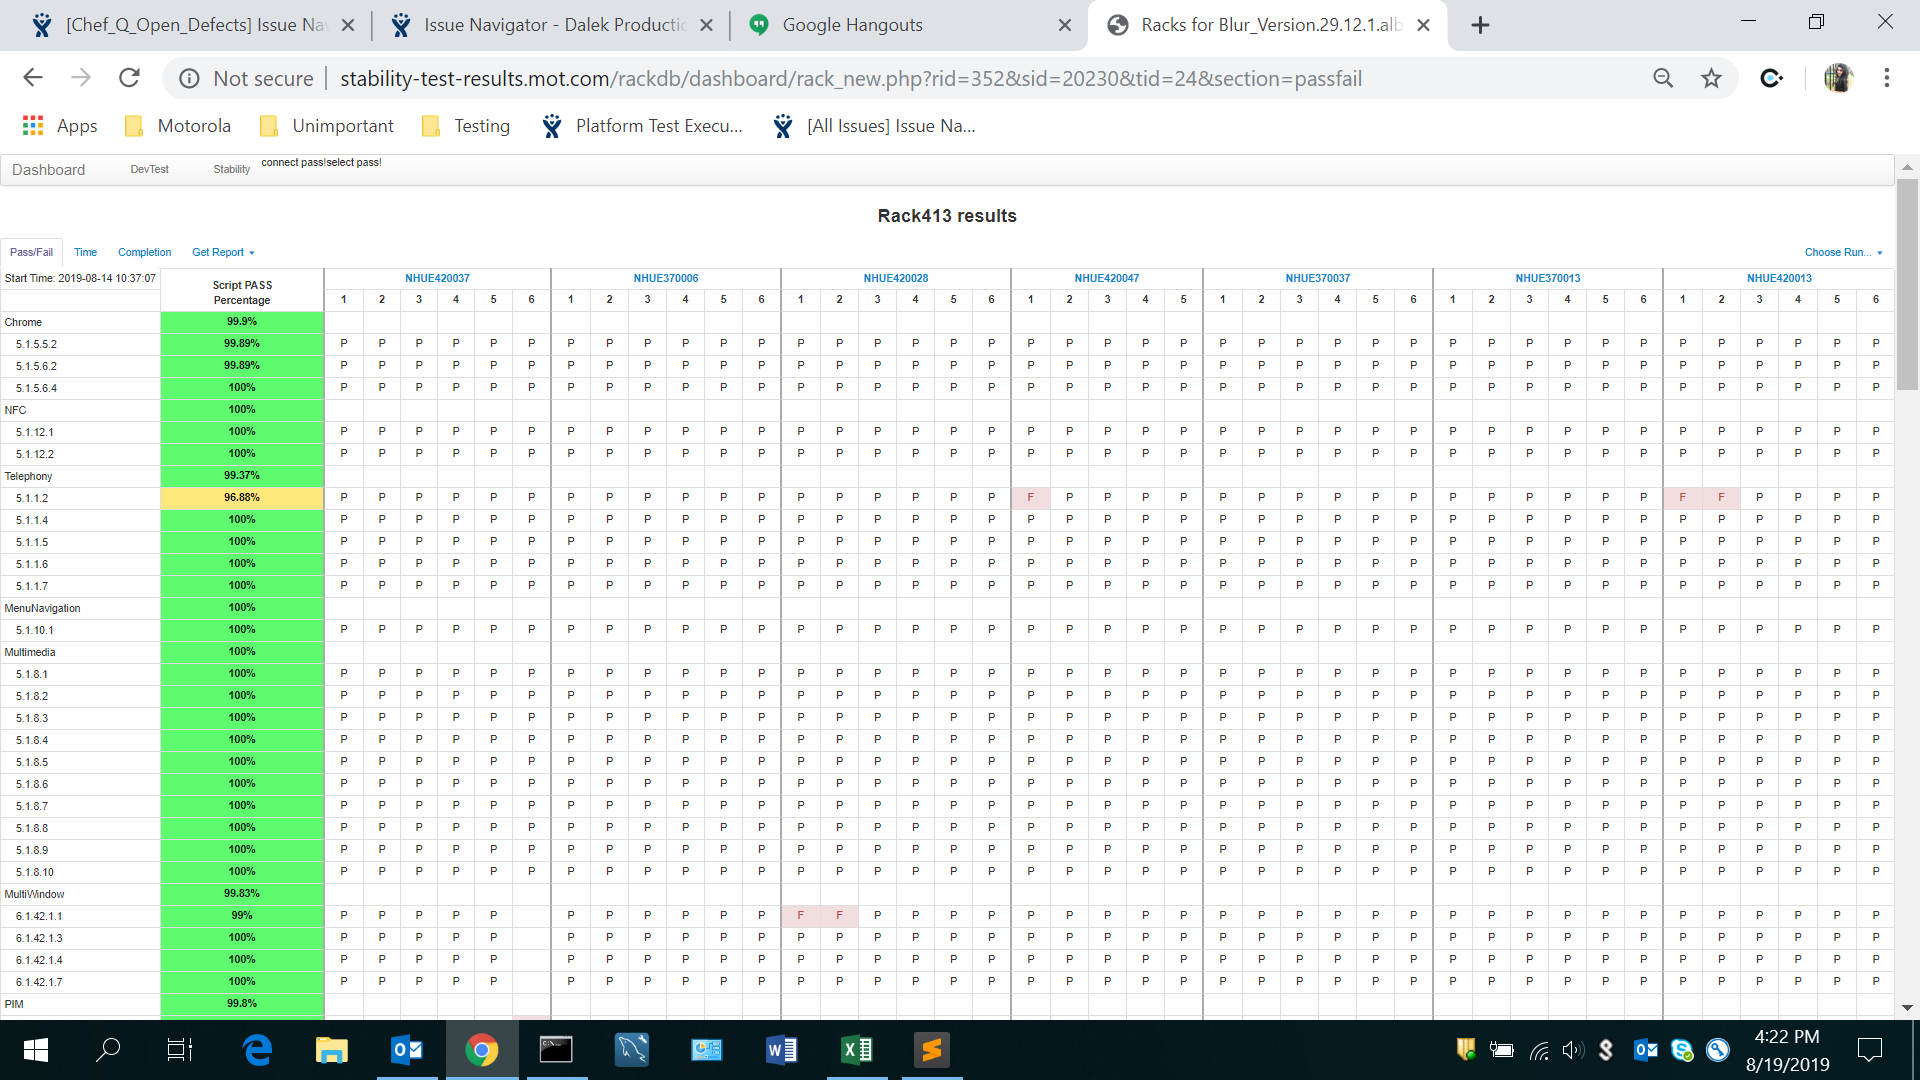 [Chef_Q_Open_Defects] Issue Na
Issue Navigator - Dalek Producti
Google Hangouts
Racks for Blur_Version.29.12.1.alb
Not secure | stability-test-results.mot.com/rackdb/dashboard/rack_new.php?rid=352&sid=20230&tid=24&section=passfail
Apps Motorola Unimportant Testing Platform Test Execu... [All Issues] Issue Na...
Dashboard DevTest Stability connect pass!select pass!
Rack413 results
Pass/Fail Time Completion Get Report Choose Run...
Start Time: 2019-08-14 10:37:07 Script PASS Percentage NHUE420037 NHUE370006 NHUE420028 NHUE420047 NHUE370037 NHUE370013 NHUE420013
1 2 3 4 5 6 1 2 3 4 5 6 1 2 3 4 5 6 1 2 3 4 5 1 2 3 4 5 6 1 2 3 4 5 6 1 2 3 4 5 6
Chrome 99.9%
5.1.5.5.2 99.89% P P P P P P P P P P P P P P P P P P P P P P P P P P P P P P P P P P P P P P P P P
5.1.5.6.2 99.89% P P P P P P P P P P P P P P P P P P P P P P P P P P P P P P P P P P P P P P P P P
5.1.5.6.4 100% P P P P P P P P P P P P P P P P P P P P P P P P P P P P P P P P P P P P P P P P P
NFC 100%
5.1.12.1 100% P P P P P P P P P P P P P P P P P P P P P P P P P P P P P P P P P P P P P P P P P
5.1.12.2 100% P P P P P P P P P P P P P P P P P P P P P P P P P P P P P P P P P P P P P P P P P
Telephony 99.37%
5.1.1.2 96.88% P P P P P P P P P P P P P P P P P P F P P P P P P P P P P P P P P P P F F P P P P
5.1.1.4 100% P P P P P P P P P P P P P P P P P P P P P P P P P P P P P P P P P P P P P P P P P
5.1.1.5 100% P P P P P P P P P P P P P P P P P P P P P P P P P P P P P P P P P P P P P P P P P
5.1.1.6 100% P P P P P P P P P P P P P P P P P P P P P P P P P P P P P P P P P P P P P P P P P
5.1.1.7 100% P P P P P P P P P P P P P P P P P P P P P P P P P P P P P P P P P P P P P P P P P
MenuNavigation 100%
5.1.10.1 100% P P P P P P P P P P P P P P P P P P P P P P P P P P P P P P P P P P P P P P P P P
Multimedia 100%
5.1.8.1 100% P P P P P P P P P P P P P P P P P P P P P P P P P P P P P P P P P P P P P P P P P
5.1.8.2 100% P P P P P P P P P P P P P P P P P P P P P P P P P P P P P P P P P P P P P P P P P
5.1.8.3 100% P P P P P P P P P P P P P P P P P P P P P P P P P P P P P P P P P P P P P P P P P
5.1.8.4 100% P P P P P P P P P P P P P P P P P P P P P P P P P P P P P P P P P P P P P P P P P
5.1.8.5 100% P P P P P P P P P P P P P P P P P P P P P P P P P P P P P P P P P P P P P P P P P
5.1.8.6 100% P P P P P P P P P P P P P P P P P P P P P P P P P P P P P P P P P P P P P P P P P
5.1.8.7 100% P P P P P P P P P P P P P P P P P P P P P P P P P P P P P P P P P P P P P P P P P
5.1.8.8 100% P P P P P P P P P P P P P P P P P P P P P P P P P P P P P P P P P P P P P P P P P
5.1.8.9 100% P P P P P P P P P P P P P P P P P P P P P P P P P P P P P P P P P P P P P P P P P
5.1.8.10 100% P P P P P P P P P P P P P P P P P P P P P P P P P P P P P P P P P P P P P P P P P
MultiWindow 99.83%
6.1.42.1.1 99% P P P P P P P P P P P F F P P P P P P P P P P P P P P P P P P P P P P P P P P P
6.1.42.1.3 100% P P P P P P P P P P P P P P P P P P P P P P P P P P P P P P P P P P P P P P P P
6.1.42.1.4 100% P P P P P P P P P P P P P P P P P P P P P P P P P P P P P P P P P P P P P P P P
6.1.42.1.7 100% P P P P P P P P P P P P P P P P P P P P P P P P P P P P P P P P P P P P P P P P
PIM 99.8%
4:22 PM
8/19/2019